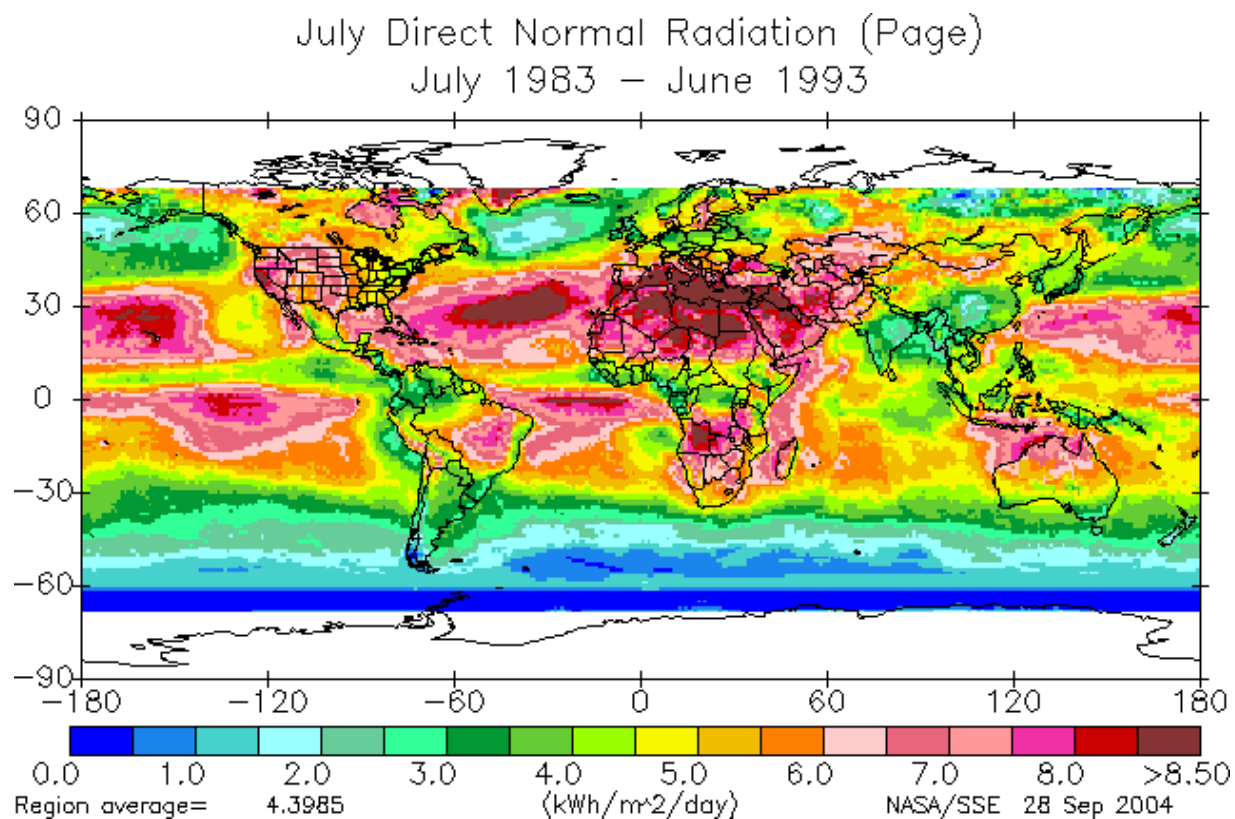 July Direct Normal Radiation (Page)
July 1983 - June 1993
90
60
30
0
-30
-60
-90
-180 -120 -60 0 60 120 180
0.0 1.0 2.0 3.0 4.0 5.0 6.0 7.0 8.0 >8.50
Region average= 4.3985 (kWh/m^2/day) NASA/SSE 28 Sep 2004